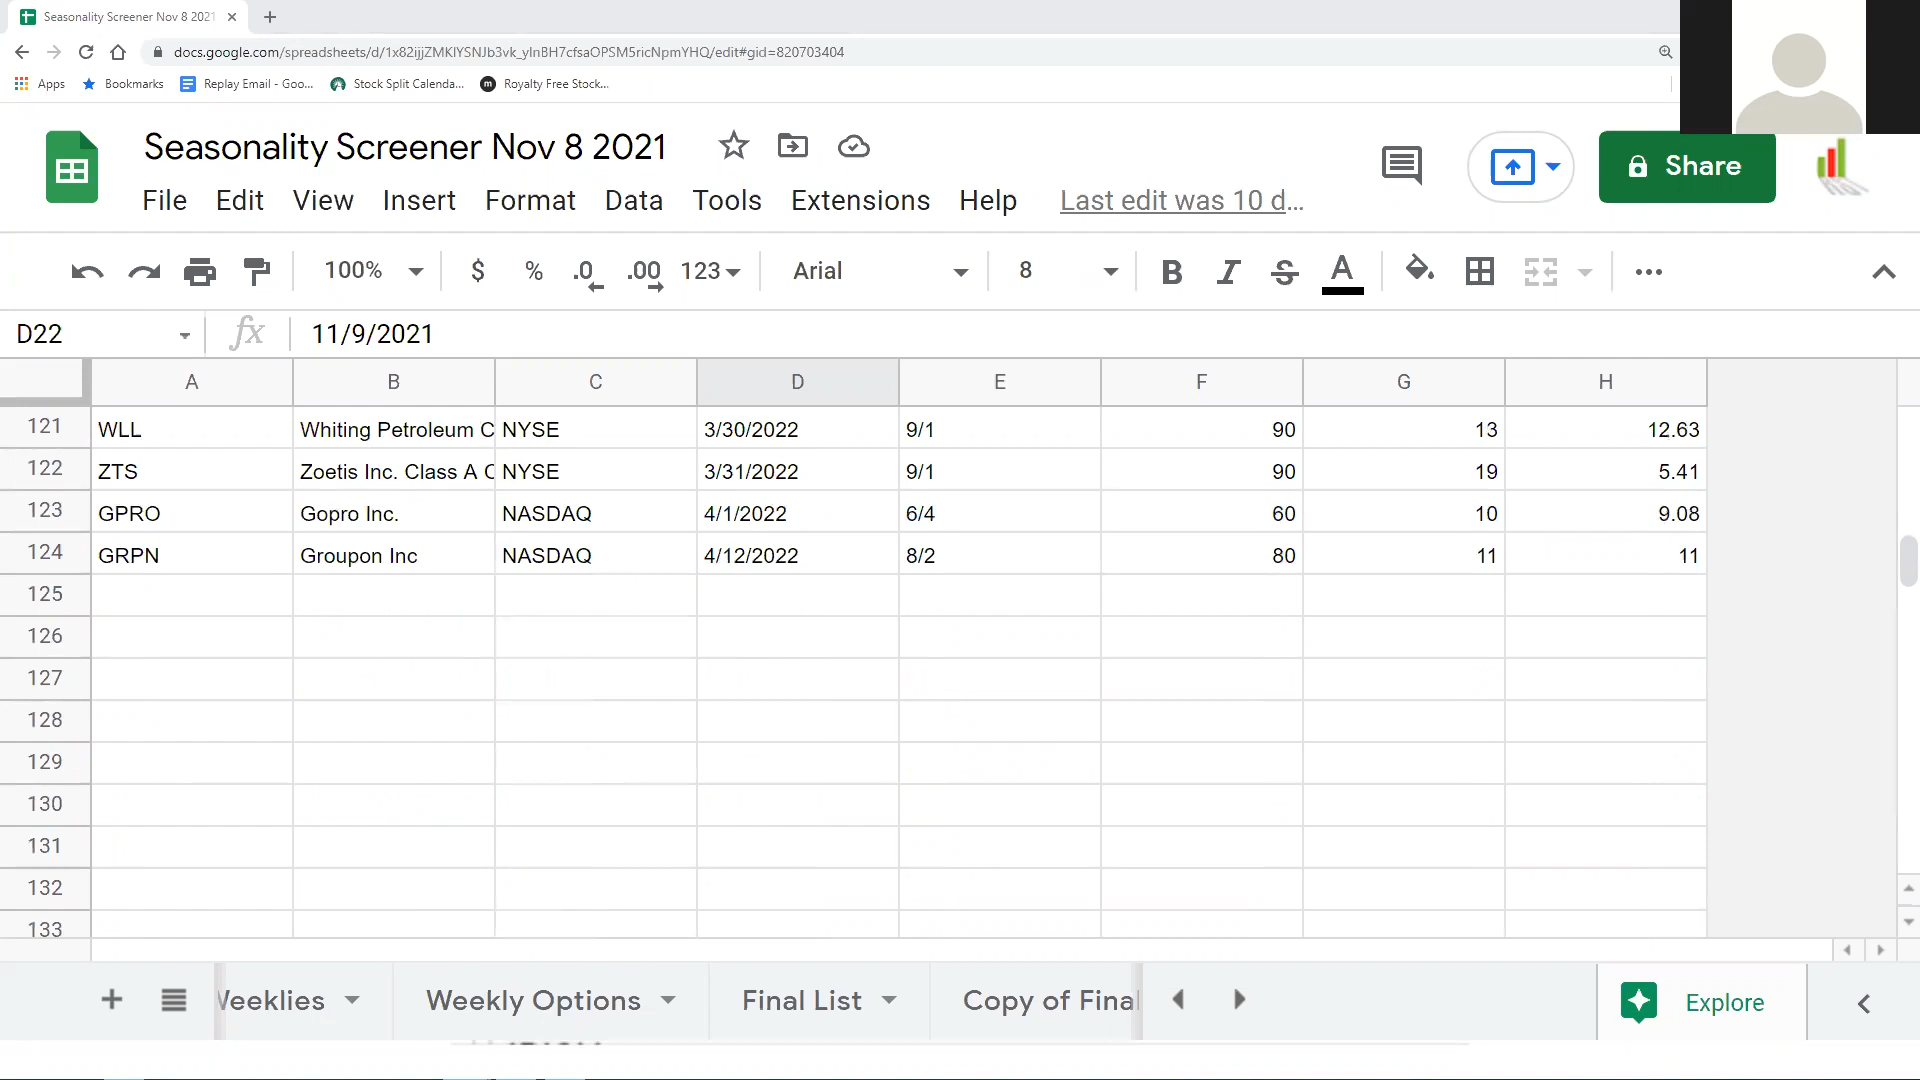 Seasonality Screener Nov 8 2021
docs.google.com/spreadsheets/d/1x82ijjZMKlYSNJb3vk_ylnBH7cfsaOPSM5ricNpmYHQ/edit#gid=820703404
Apps Bookmarks Replay Email - Goo... Stock Split Calenda... Royalty Free Stock...
Seasonality Screener Nov 8 2021
Share
File Edit View Insert Format Data Tools Extensions Help Last edit was 10 d...
100% $ % .0 .00 123 Arial 8 B I S A
D22 fx 11/9/2021
A B C D E F G H
121 WLL Whiting Petroleum C NYSE 3/30/2022 9/1 90 13 12.63
122 ZTS Zoetis Inc. Class A C NYSE 3/31/2022 9/1 90 19 5.41
123 GPRO Gopro Inc. NASDAQ 4/1/2022 6/4 60 10 9.08
124 GRPN Groupon Inc NASDAQ 4/12/2022 8/2 80 11 11
125
126
127
128
129
130
131
132
133
Weeklies Weekly Options Final List Copy of Final Explore